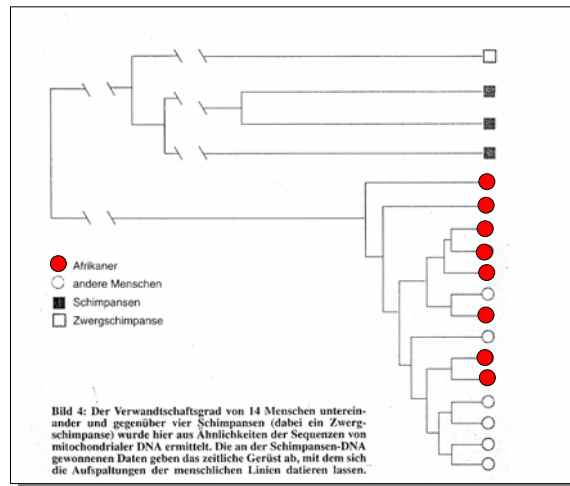 Afrikaner
andere Menschen
Schimpansen
Zwergschimpanse
Bild 4: Der Verwandtschaftsgrad von 14 Menschen unterein-
ander und gegenüber vier Schimpansen (dabei ein Zwerg-
schimpanse) wurde hier aus Ähnlichkeiten der Sequenzen von
mitochondrialer DNA ermittelt. Die an der Schimpansen-DNA
gewonnenen Daten geben das zeitliche Gerüst ab, mit dem sich
die Aufspaltungen der menschlichen Linien datieren lassen.